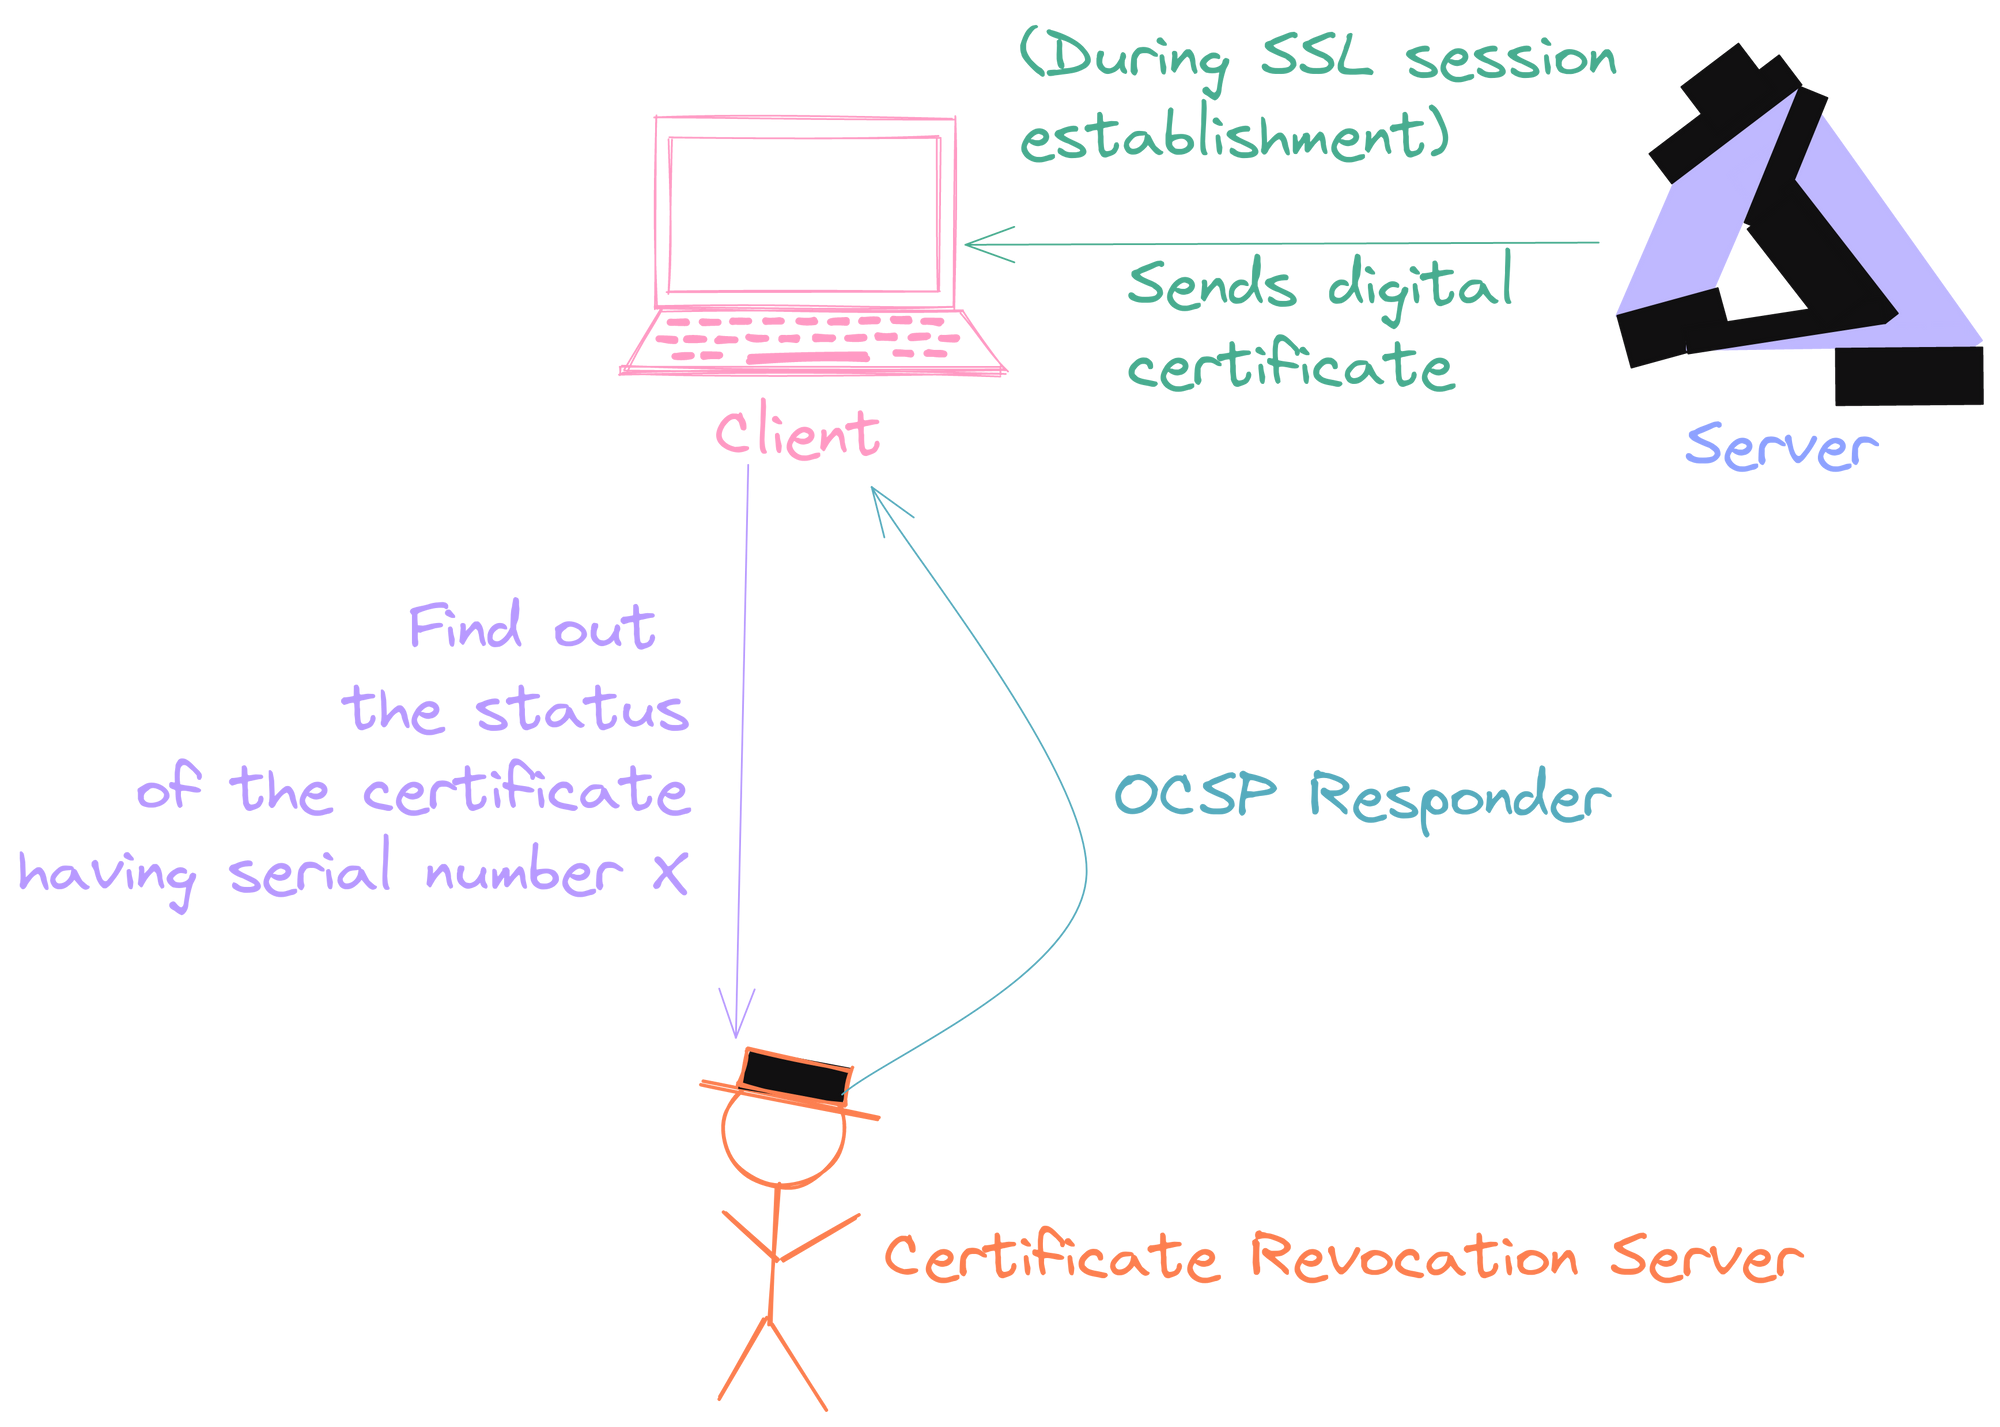 (During SSL session
establishment)
Sends digital
certificate
Client
Server
Find out
the status
of the certificate
having serial number X
OCSP Responder
Certificate Revocation Server